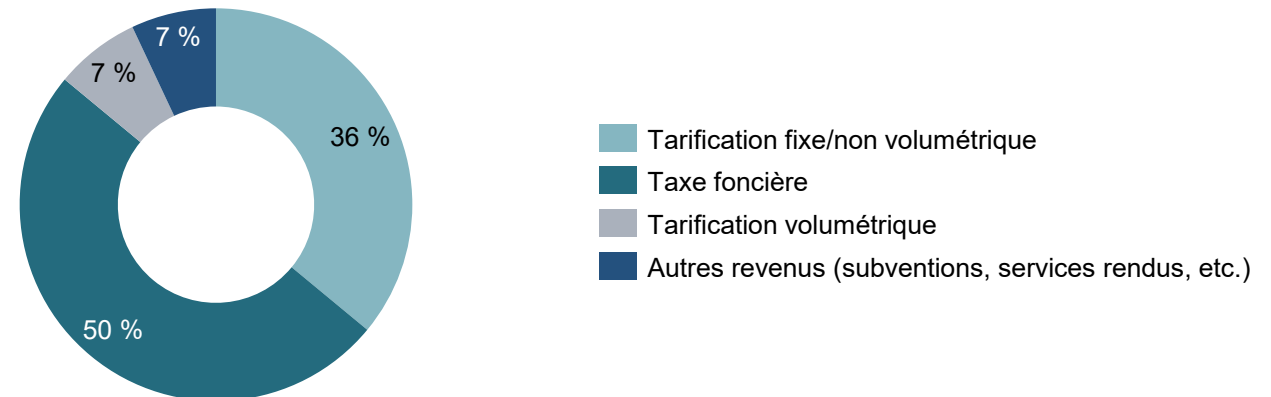 7 %
7 %
36 %
50 %
Tarification fixe/non volumétrique
Taxe foncière
Tarification volumétrique
Autres revenus (subventions, services rendus, etc.)